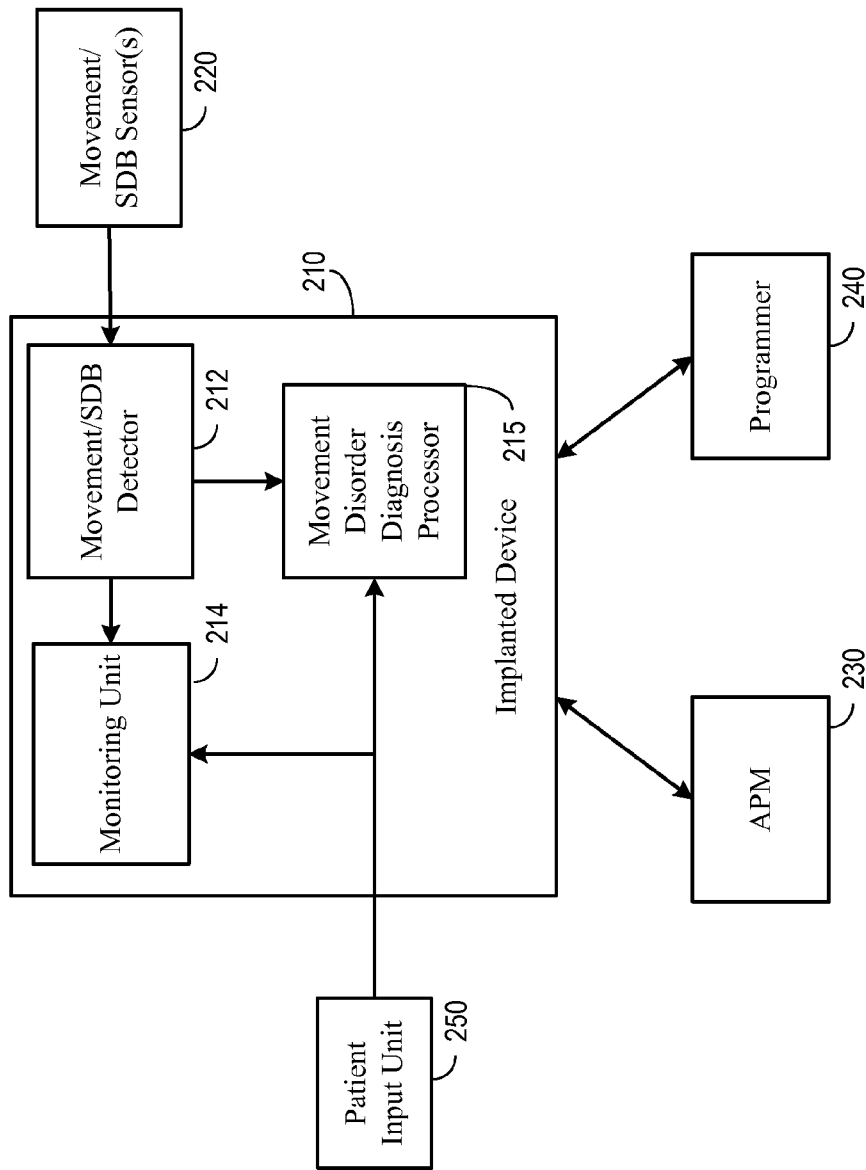 Movement/
SDB Sensor(s)
220
210
Movement/SDB
Detector
212
Monitoring Unit
214
Movement
Disorder
Diagnosis
Processor
215
Implanted Device
Patient
Input Unit
250
APM
230
Programmer
240